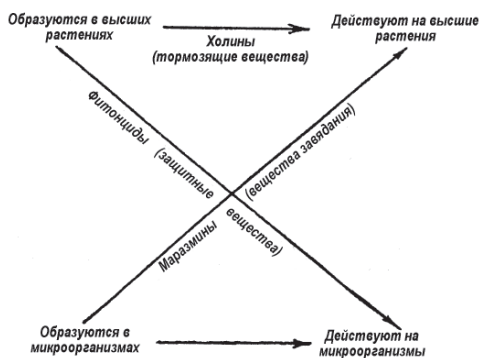 Образуются в высших
растениях
Холины
(тормозящие вещества)
Действуют на высшие
растения
Фитонциды (защитные вещества)
Маразмины (вещества завядания)
Образуются в
микроорганизмах
Действуют на
микроорганизмы